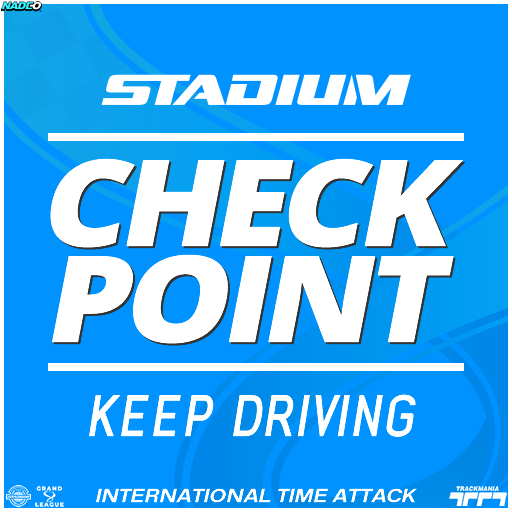 NADEO
STADIUM
CHECK
POINT
KEEP DRIVING
GRAND
LEAGUE
INTERNATIONAL TIME ATTACK
TRACKMANIA